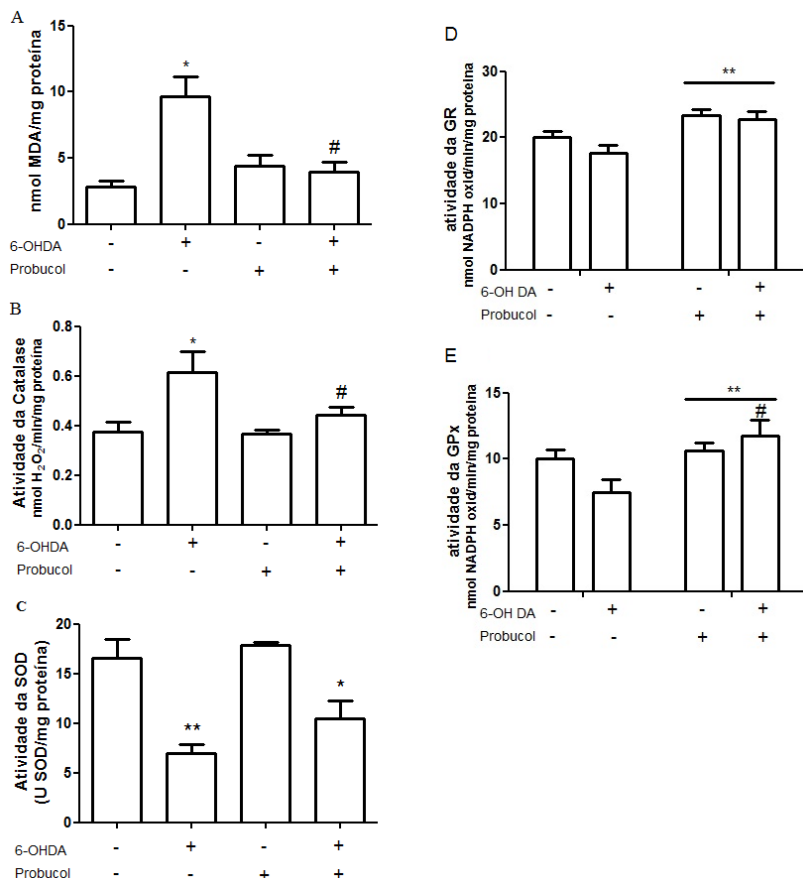 A
15
10
5
0
nmol MDA/mg proteína
*
#
6-OHDA - + - +
Probucol - - + +
B
0.8
0.6
0.4
0.2
0.0
Atividade da Catalase
nmol H₂O₂/min/mg proteína
*
#
6-OHDA - + - +
Probucol - - + +
C
20
15
10
5
0
Atividade da SOD
(U SOD/mg proteína)
**
*
6-OHDA - + - +
Probucol - - + +
D
30
20
10
0
atividade da GR
nmol NADPH oxid/min/mg proteína
**
6-OH DA - + - +
Probucol - - + +
E
15
10
5
0
atividade da GPx
nmol NADPH oxid/min/mg proteína
**
#
6-OH DA - + - +
Probucol - - + +